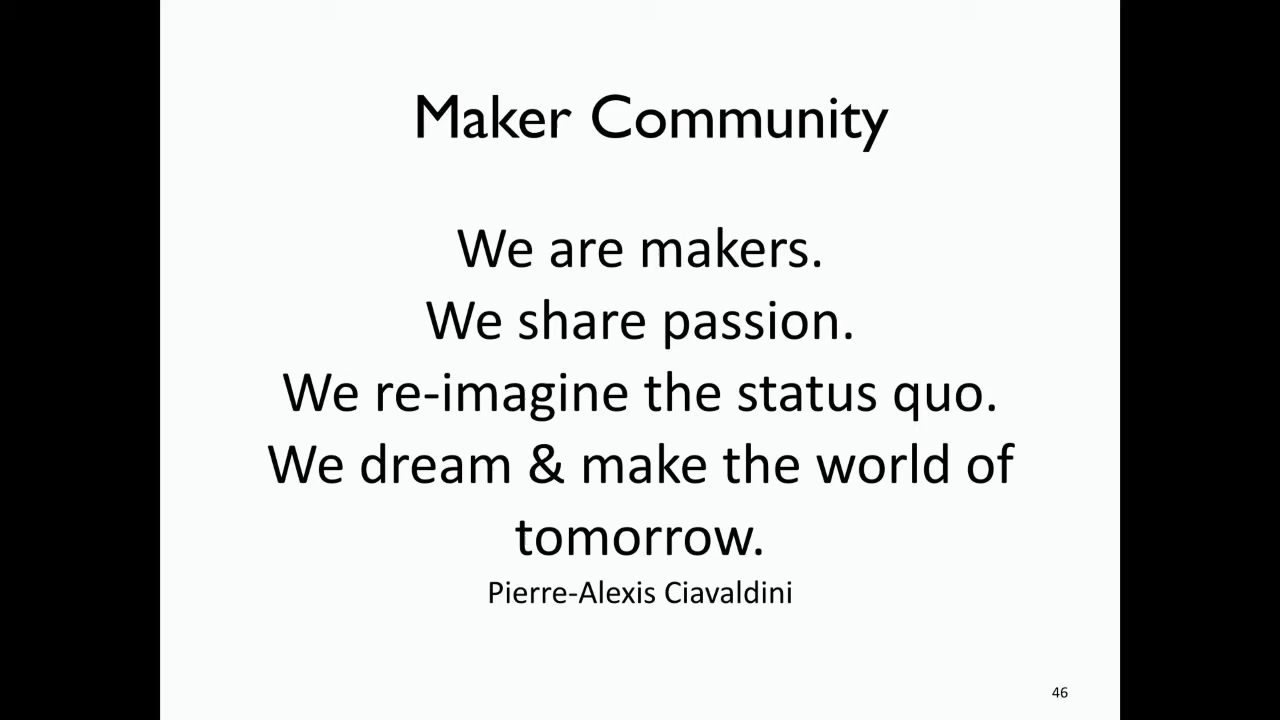 Maker Community
We are makers.
We share passion.
We re-imagine the status quo.
We dream & make the world of
tomorrow.
Pierre-Alexis Ciavaldini
46